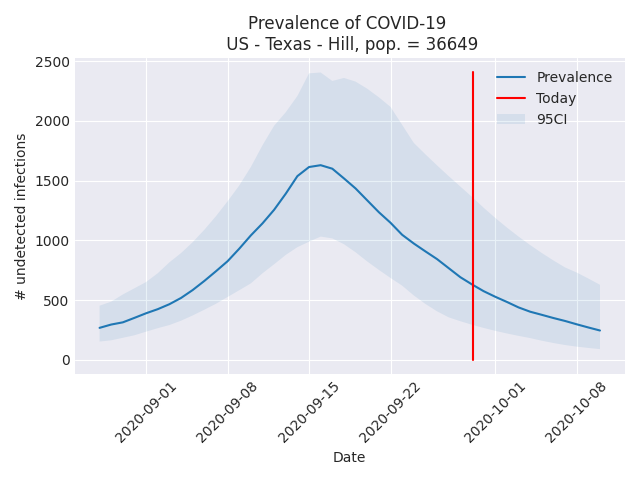 Prevalence of COVID-19
US - Texas - Hill, pop. = 36649
2500
2000
1500
1000
500
0
# undetected infections
Prevalence
Today
95CI
2020-09-01
2020-09-08
2020-09-15
2020-09-22
2020-10-01
2020-10-08
Date